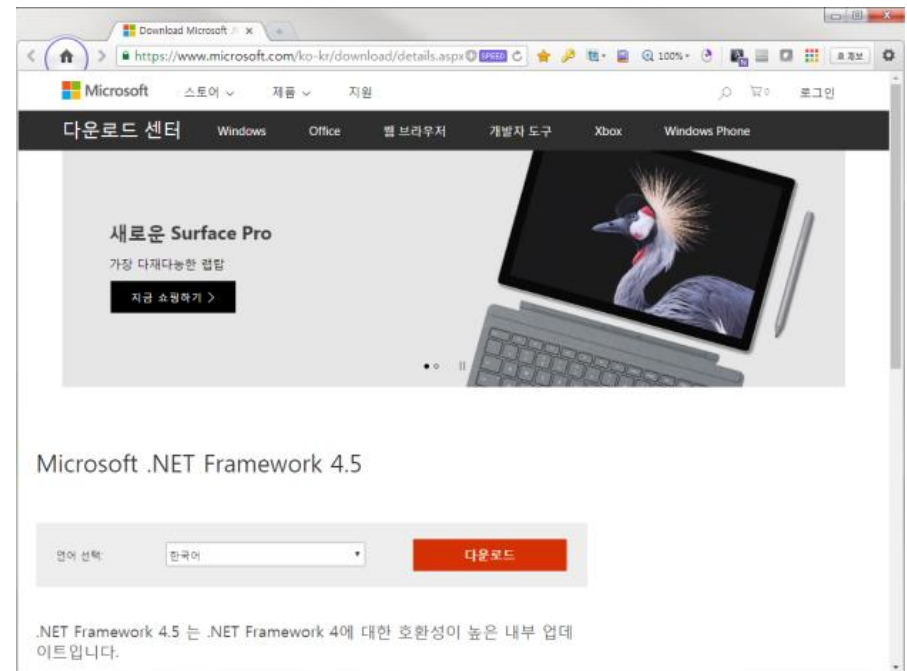 Download Microsoft
https://www.microsoft.com/ko-kr/download/details.aspx SPEED 100%
Microsoft 스토어 제품 지원 0 로그인
다운로드 센터 Windows Office 웹 브라우저 개발자 도구 Xbox Windows Phone
새로운 Surface Pro
가장 다재다능한 랩탑
지금 쇼핑하기 >
Microsoft .NET Framework 4.5
언어 선택: 한국어 다운로드
.NET Framework 4.5 는 .NET Framework 4에 대한 호환성이 높은 내부 업데
이트입니다.